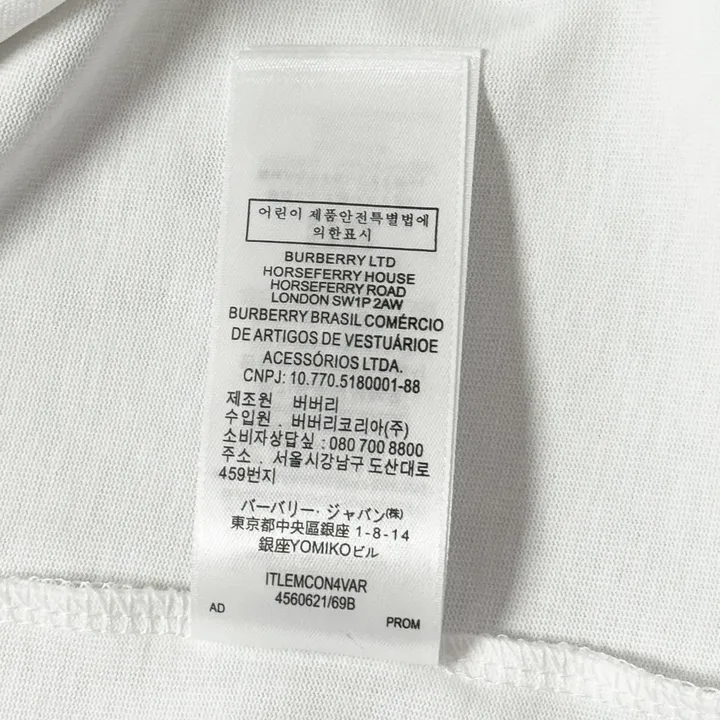 어린이 제품안전특별법에
의한표시
BURBERRY LTD
HORSEFERRY HOUSE
HORSEFERRY ROAD
LONDON SW1P 2AW
BURBERRY BRASIL COMÉRCIO
DE ARTIGOS DE VESTUÁRIOE
ACESSÓRIOS LTDA.
CNPJ: 10.770.5180001-88
제조원 버버리
수입원 . 버버리코리아(주)
소비자상답싶 : 080 700 8800
주소 . 서울시강남구 도산대로
459번지
バーバリー・ジャパン(株)
東京都中央區銀座 1-8-14
銀座YOMIKOビル
ITLEMCON4VAR
4560621/69B
AD
PROM